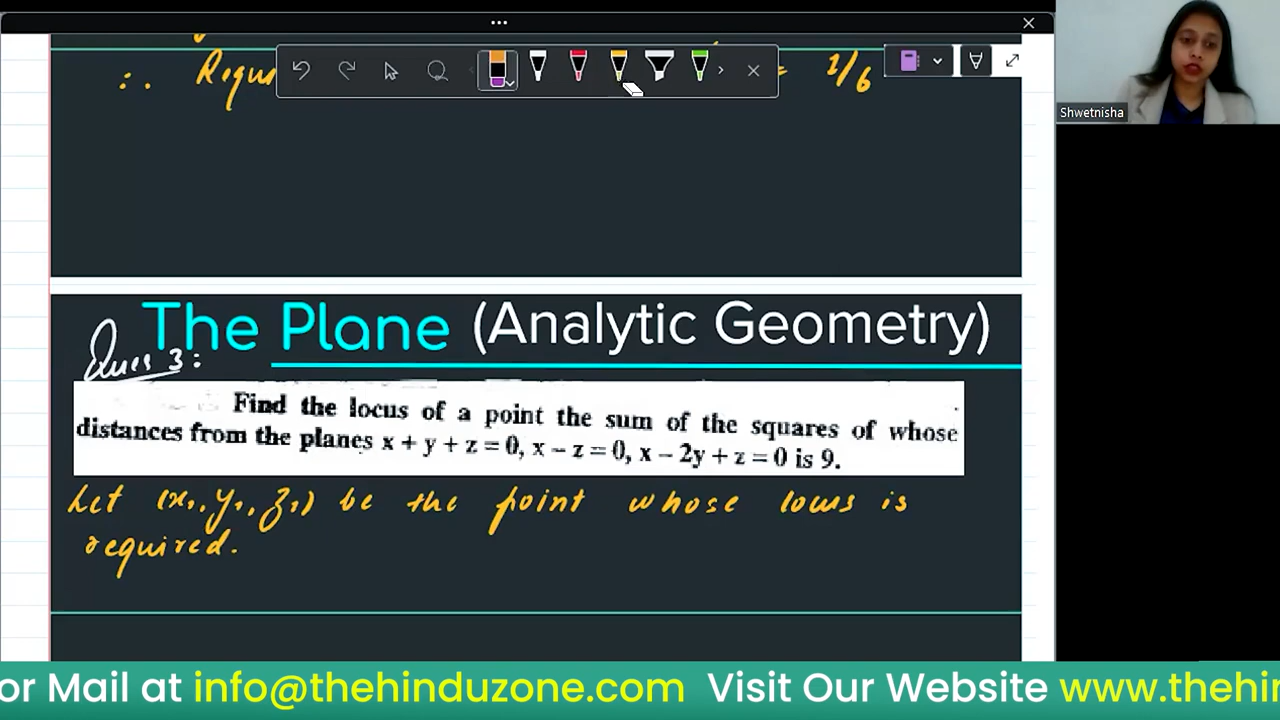 ∴ Requ = 1/6
Shwetnisha
The Plane (Analytic Geometry)
Ques 3:
Find the locus of a point the sum of the squares of whose
distances from the planes x + y + z = 0, x – z = 0, x – 2y + z = 0 is 9.
Let (x₁, y₁, z₁) be the point whose locus is
required.
or Mail at info@thehinduzone.com Visit Our Website www.thehin